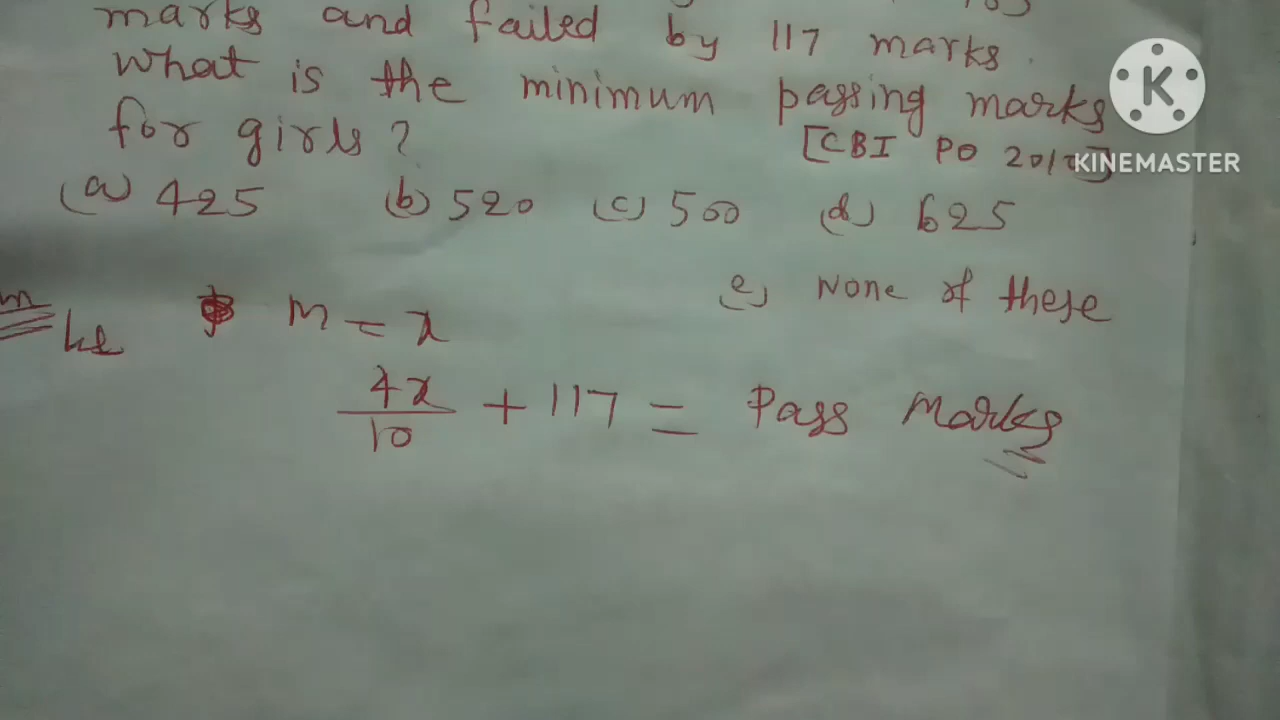 marks and failed by 117 marks.
What is the minimum passing marks
for girls?
[CBI PO
KINEMASTER
(a) 425 (b) 520 (c) 500 (d) 625
(e) None of these
m = x
4x/10 + 117 = Pass Marks